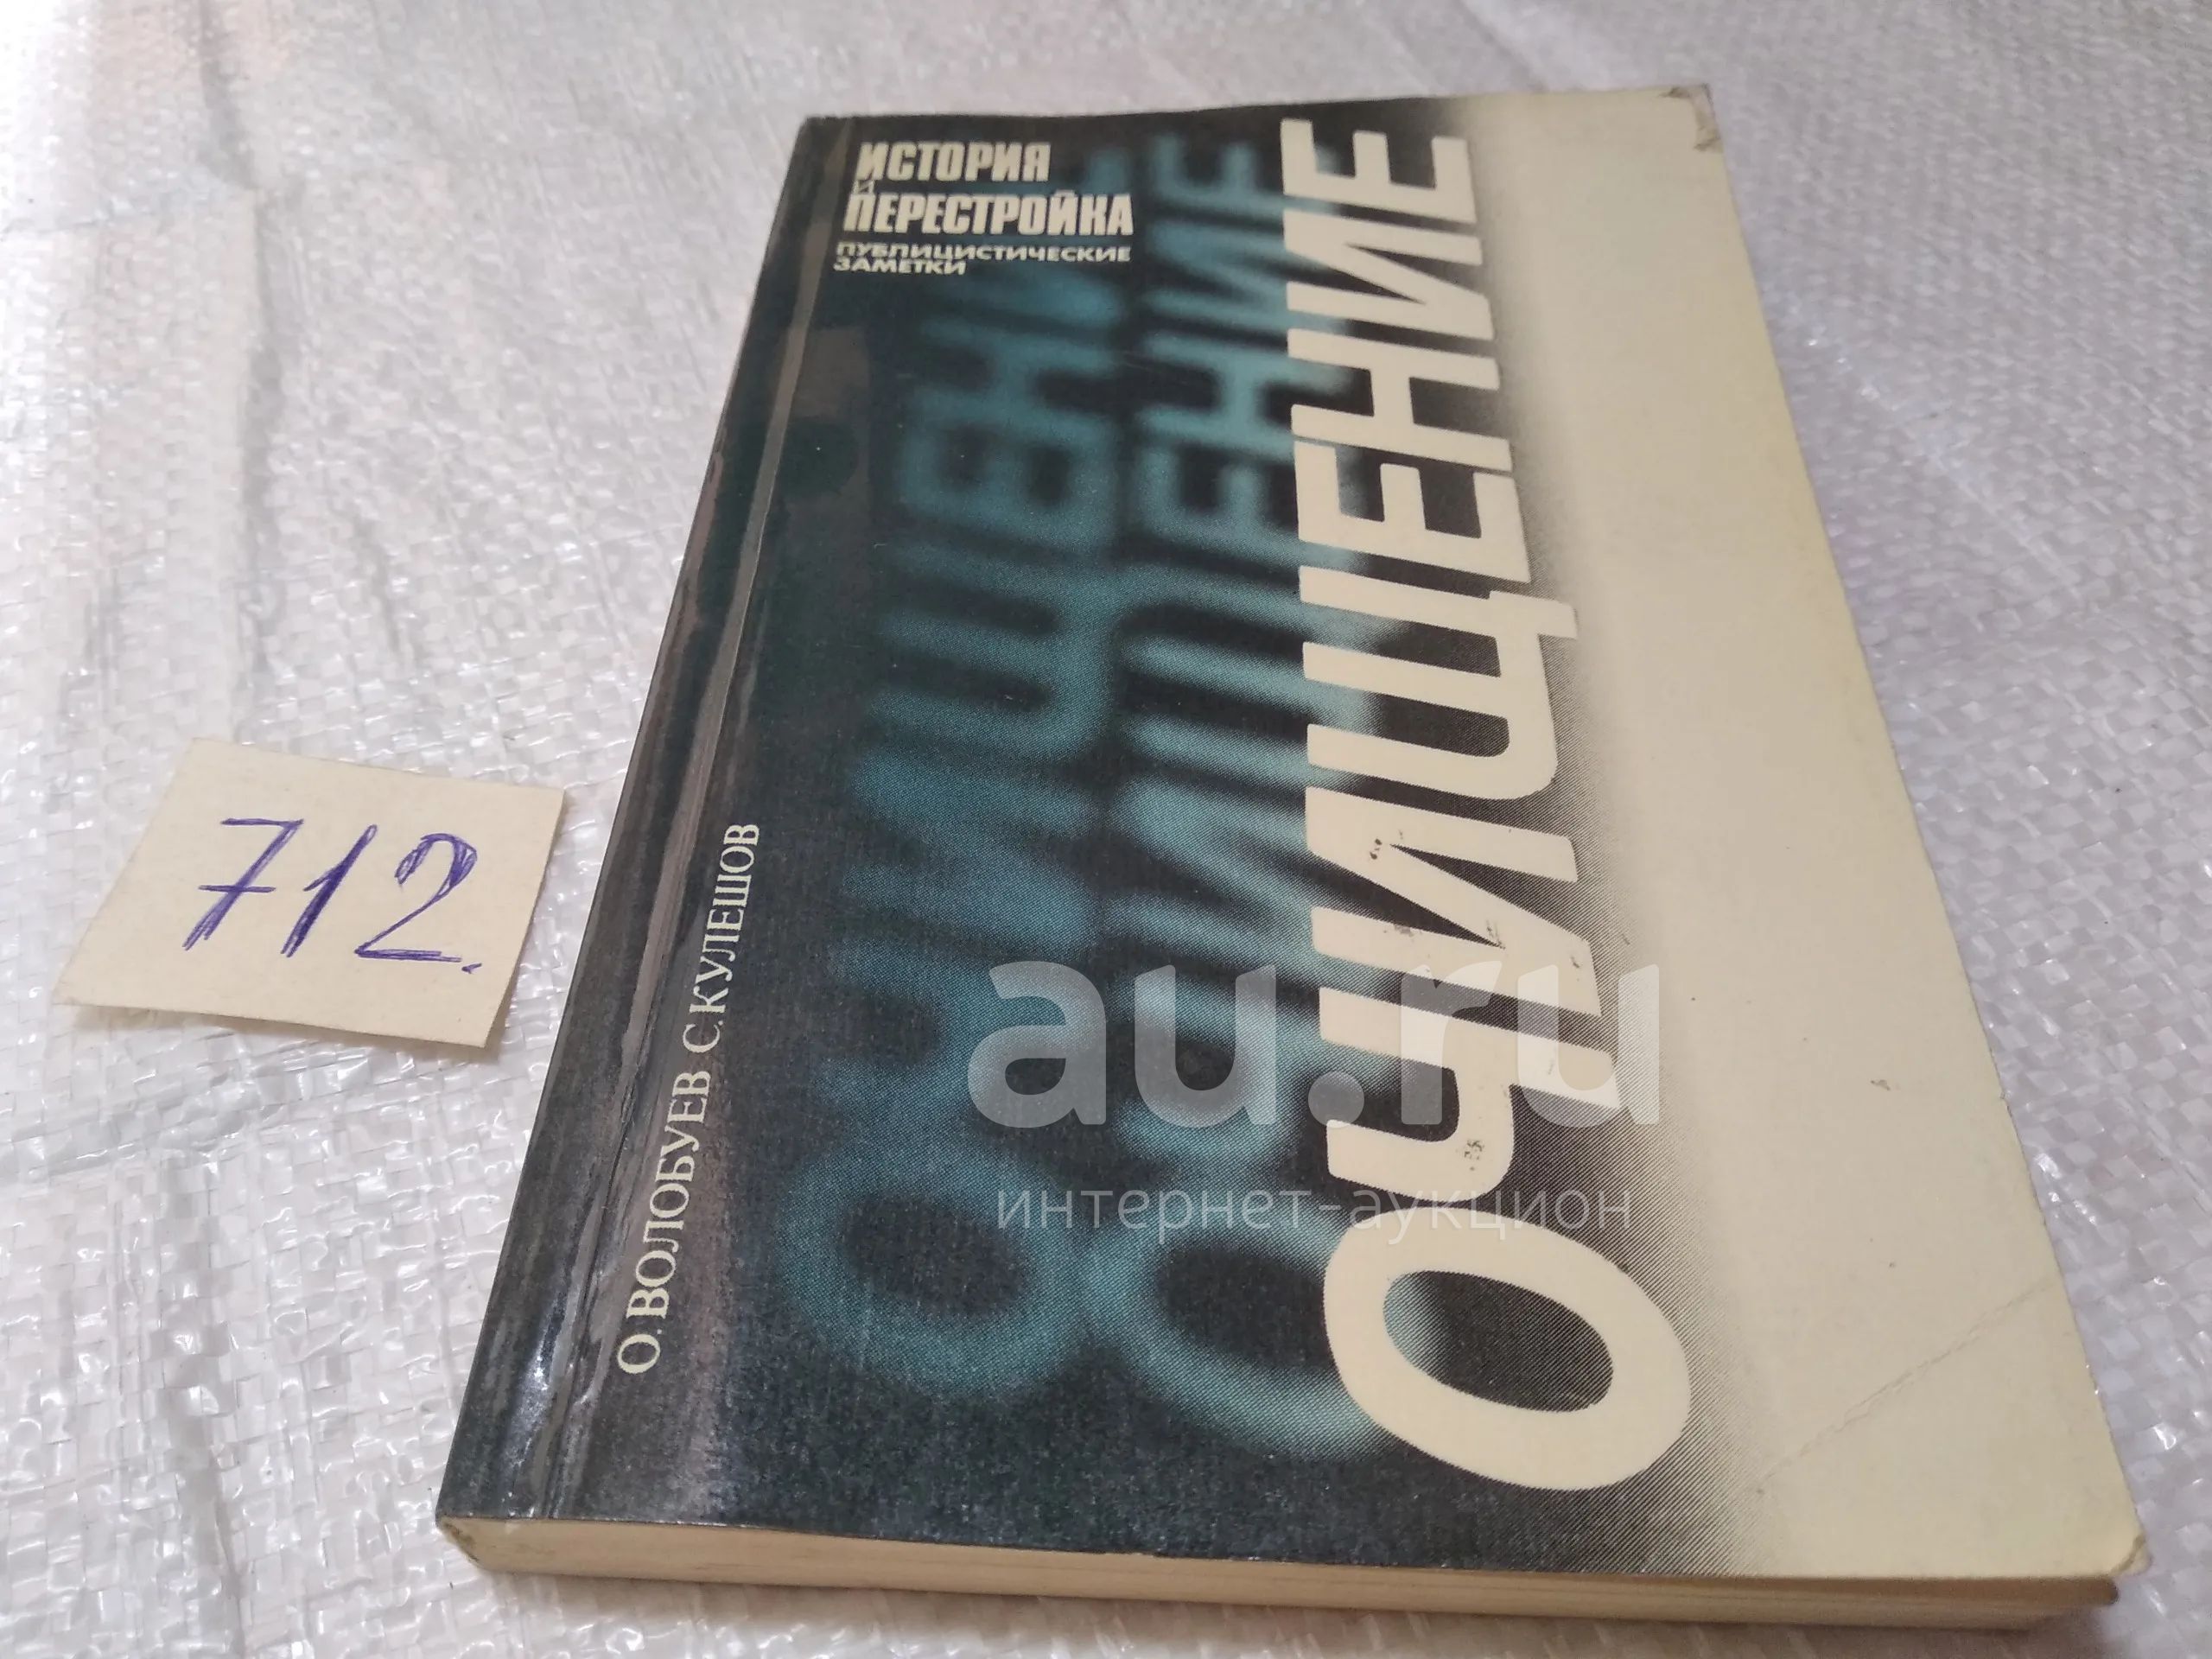 ИСТОРИЯ
И
ПЕРЕСТРОЙКА
ПУБЛИЦИСТИЧЕСКИЕ
ЗАМЕТКИ
О. ВОЛОБУЕВ С. КУЛЕШОВ
ОЧИЩЕНИЕ
712.
au.ru
интернет-аукцион